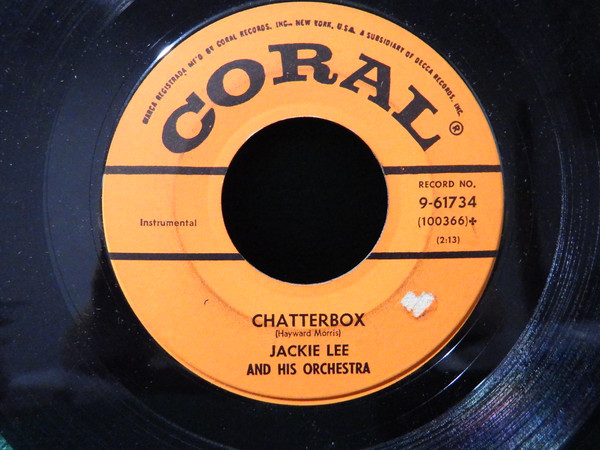 MARCA REGISTRADA MF'D BY CORAL RECORDS, INC., NEW YORK, U.S.A. A SUBSIDIARY OF DECCA RECORDS, INC.
CORAL®
RECORD NO.
9-61734
Instrumental
(100366)✤
(2:13)
CHATTERBOX
(Hayward Morris)
JACKIE LEE
AND HIS ORCHESTRA